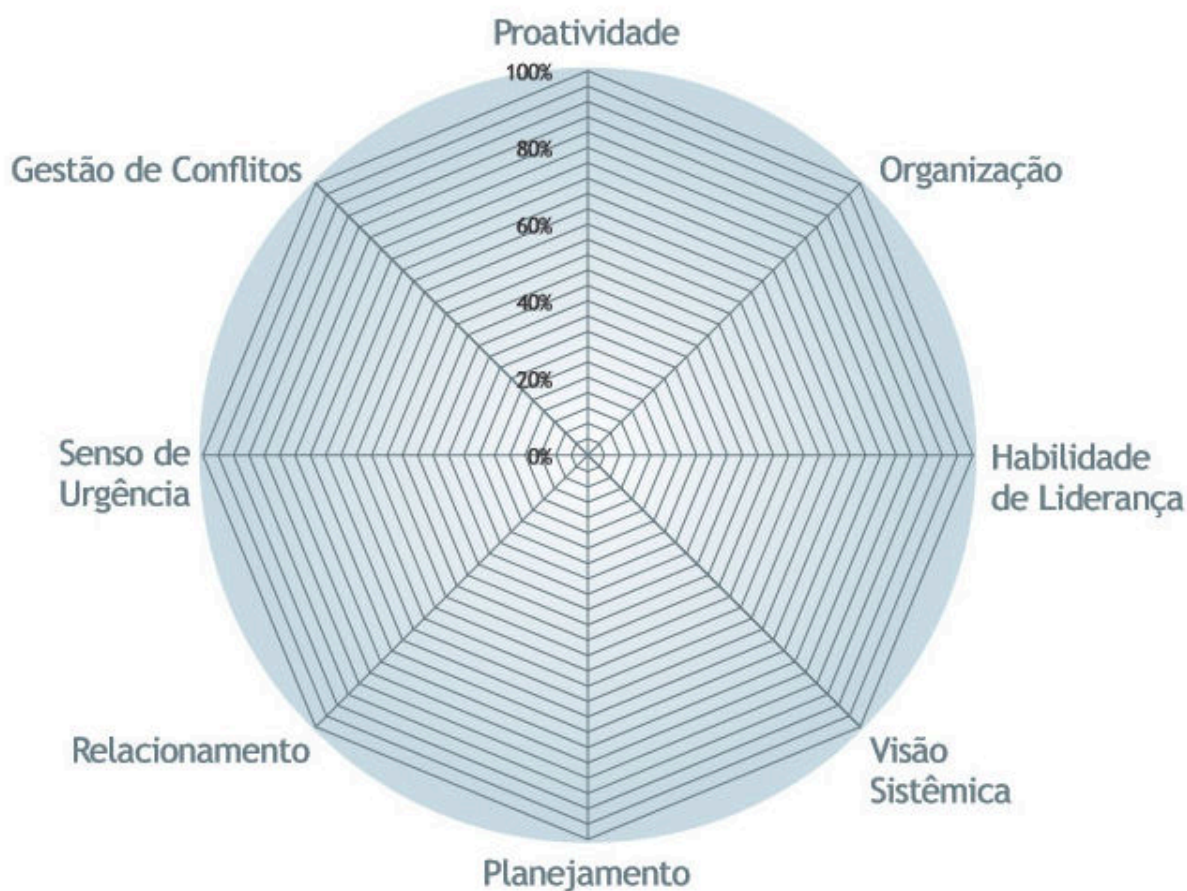 Proatividade
100%
Gestão de Conflitos
80%
Organização
60%
40%
20%
Senso de
Urgência
0%
Habilidade
de Liderança
Relacionamento
Visão
Sistêmica
Planejamento